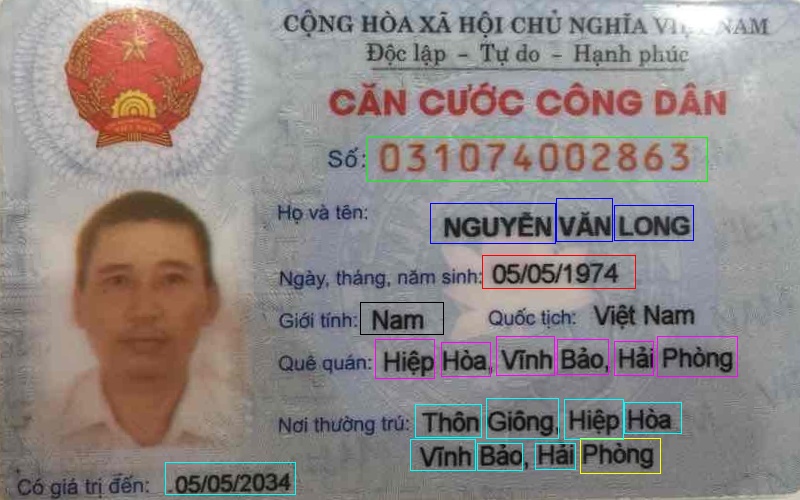 CỘNG HÒA XÃ HỘI CHỦ NGHĨA VIỆT NAM
Độc lập - Tự do - Hạnh phúc
CĂN CƯỚC CÔNG DÂN
Số: 031074002863
Họ và tên: NGUYỄN VĂN LONG
Ngày, tháng, năm sinh: 05/05/1974
Giới tính: Nam Quốc tịch: Việt Nam
Quê quán: Hiệp Hòa, Vĩnh Bảo, Hải Phòng
Nơi thường trú: Thôn Giông, Hiệp Hòa
Vĩnh Bảo, Hải Phòng
Có giá trị đến: 05/05/2034